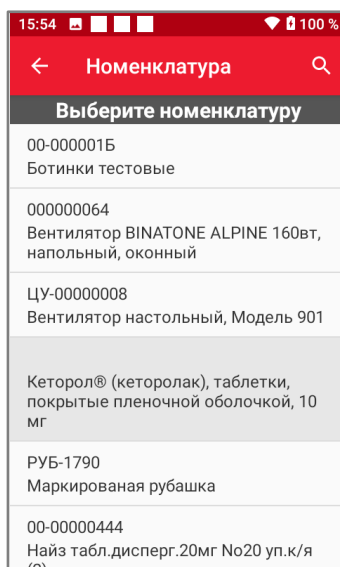 15:54 100 %
Номенклатура
Выберите номенклатуру
00-000001Б
Ботинки тестовые
000000064
Вентилятор BINATONE ALPINE 160вт,
напольный, оконный
ЦУ-00000008
Вентилятор настольный, Модель 901
Кеторол® (кеторолак), таблетки,
покрытые пленочной оболочкой, 10
мг
РУБ-1790
Маркированая рубашка
00-00000444
Найз табл.дисперг.20мг No20 уп.к/я